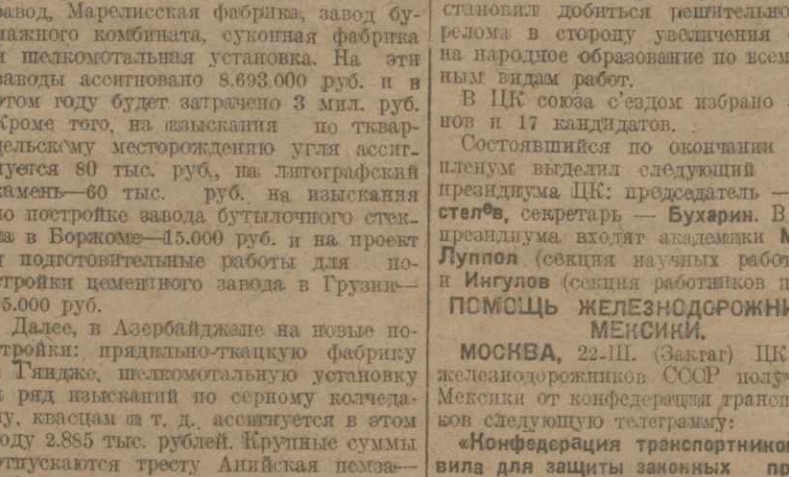 завод, Марелисская фабрика, завод бу-
мажного комбината, суконная фабрика
и шелкомотальная установка. На эти
заводы ассигновано 8.693.000 руб. и в
этом году будет затрачено 3 мил. руб.
Кроме того, на изыскания по тквар-
чельскому месторождению угля ассиг-
нуется 80 тыс. руб., на литографский
камень—60 тыс. руб. на изыскания
по постройке завода бутылочного стек-
ла в Боржоме—15.000 руб. и на проект
и подготовительные работы для по-
стройки цементного завода в Грузии—
5.000 руб.
Далее, в Азербайджане на новые по-
стройки: прядильно-ткацкую фабрику
в Гяндже, шелкомотальную установку
и ряд изысканий по серному колчеда-
ну, квасцам и т. д. ассигнуется в этом
году 2.885 тыс. рублей. Крупные суммы
отпускаются тресту Анийская пемза—
становил добиться решительно
релома в сторону увеличения
на народное образование по всем
ным видам работ.
В ЦК союза с'ездом избрано
нов и 17 кандидатов.
Состоявшийся по окончании
пленум выделил следующий
президиума ЦК: председатель —
стелов, секретарь — Бухарин. В
президиума входят академики М
Луппол (секция научных работ
и Ингулов (секция работников п
ПОМОЩЬ ЖЕЛЕЗНОДОРОЖНИ
МЕКСИКИ.
МОСКВА, 22-III. (Зактаг) ЦК
железнодорожников СССР получ
Мексики от конфедерации трансп
ков следующую телеграмму:
«Конфедерация транспортников
вила для защиты законных пр